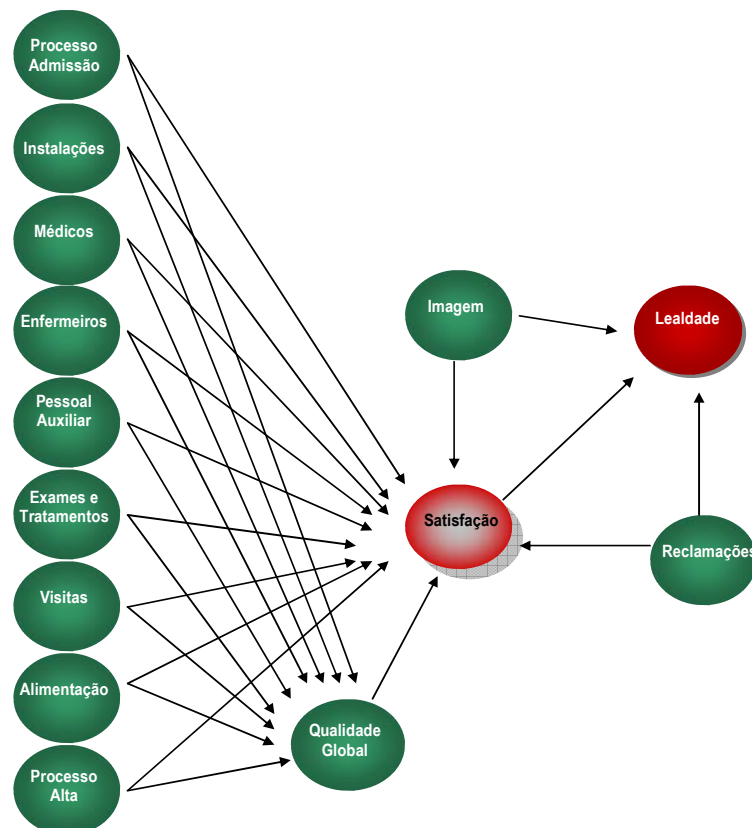 Processo
Admissão
Instalações
Médicos
Enfermeiros
Pessoal
Auxiliar
Exames e
Tratamentos
Visitas
Alimentação
Processo
Alta
Imagem
Lealdade
Satisfação
Reclamações
Qualidade
Global